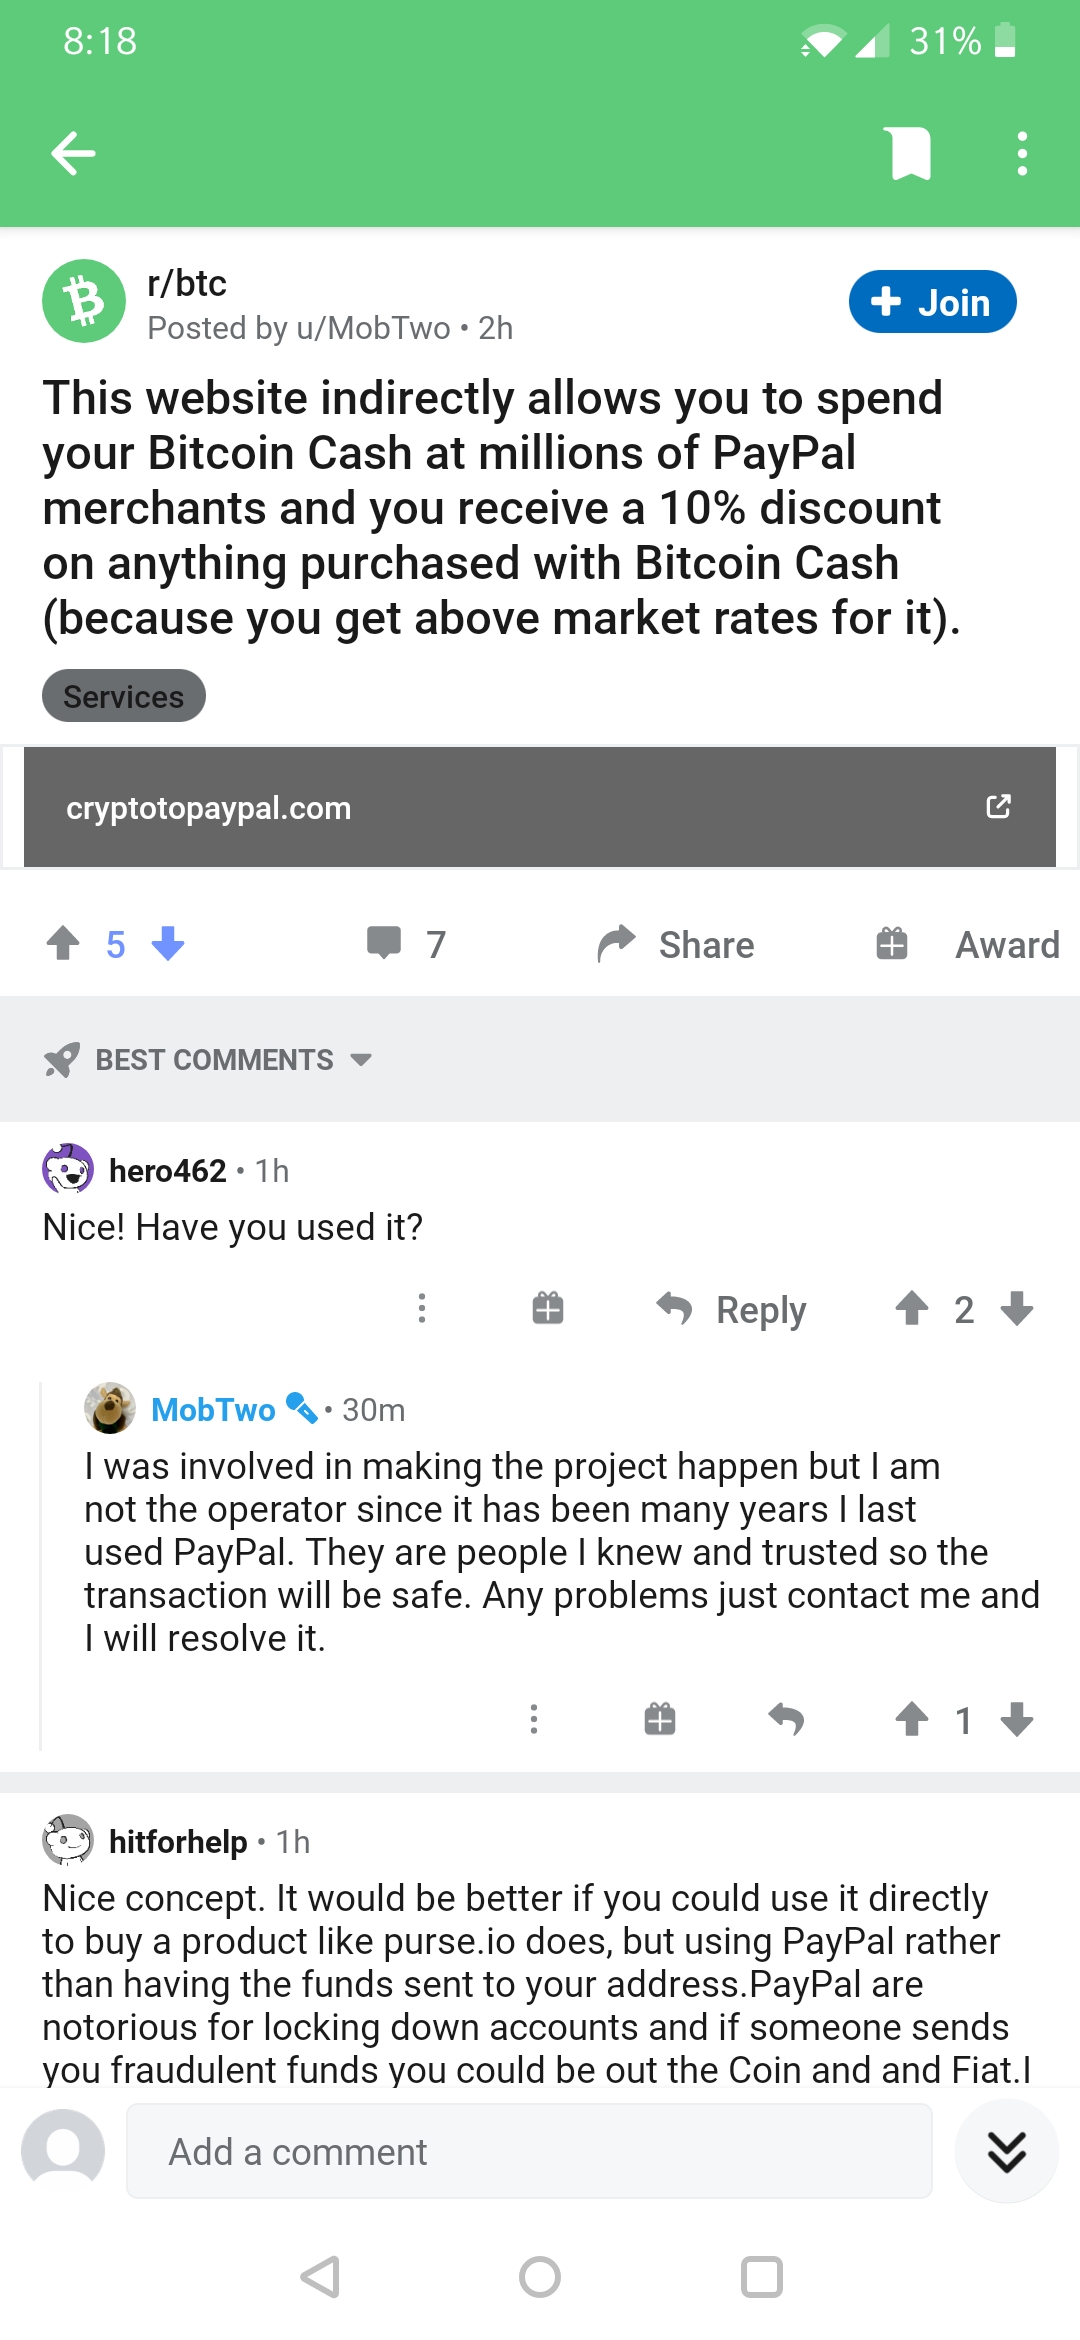 8:18
31%
r/btc
Posted by u/MobTwo • 2h
+ Join
This website indirectly allows you to spend
your Bitcoin Cash at millions of PayPal
merchants and you receive a 10% discount
on anything purchased with Bitcoin Cash
(because you get above market rates for it).
Services
cryptotopaypal.com
5
7
Share
Award
BEST COMMENTS
hero462 • 1h
Nice! Have you used it?
Reply
2
MobTwo • 30m
I was involved in making the project happen but I am
not the operator since it has been many years I last
used PayPal. They are people I knew and trusted so the
transaction will be safe. Any problems just contact me and
I will resolve it.
1
hitforhelp • 1h
Nice concept. It would be better if you could use it directly
to buy a product like purse.io does, but using PayPal rather
than having the funds sent to your address.PayPal are
notorious for locking down accounts and if someone sends
you fraudulent funds you could be out the Coin and and Fiat.I
Add a comment